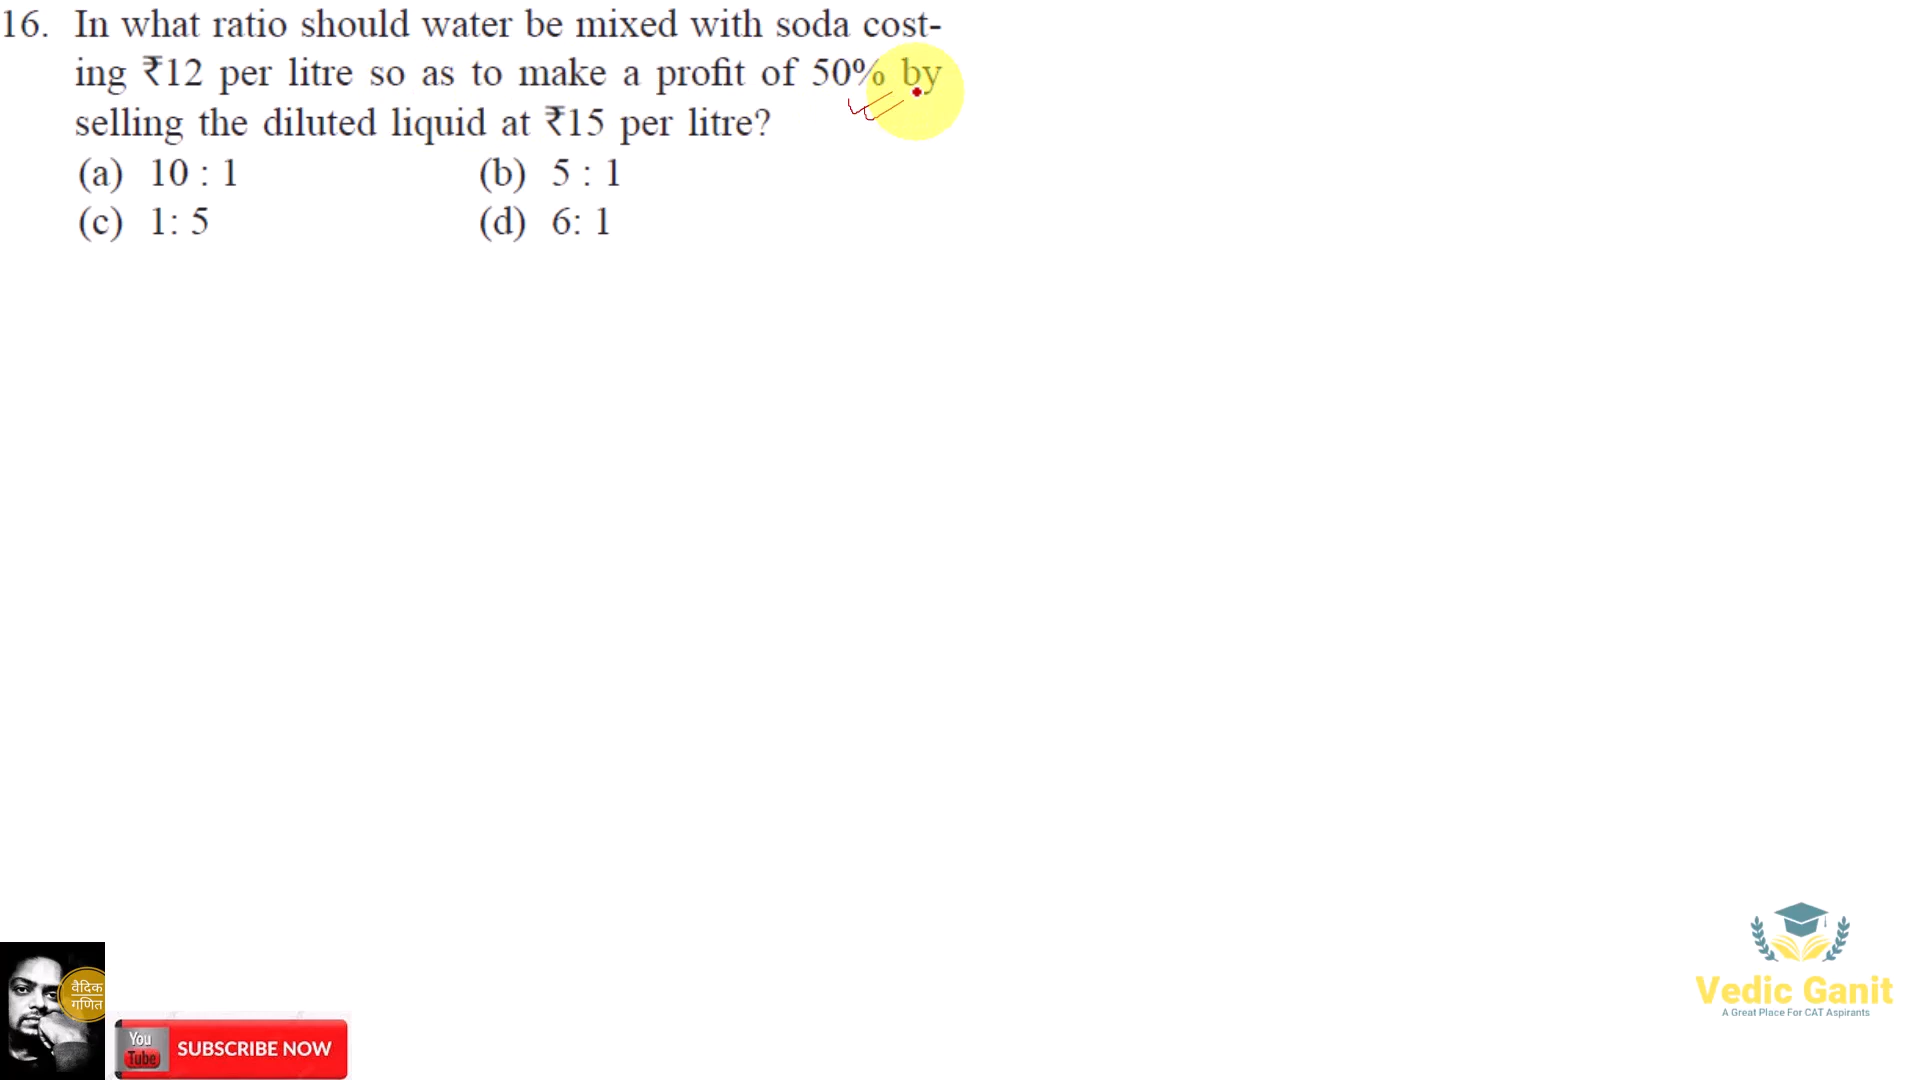 16. In what ratio should water be mixed with soda cost-
ing ₹12 per litre so as to make a profit of 50% by
selling the diluted liquid at ₹15 per litre?
(a) 10 : 1 (b) 5 : 1
(c) 1: 5 (d) 6: 1
वैदिक
गणित
You
Tube
SUBSCRIBE NOW
Vedic Ganit
A Great Place For CAT Aspirants